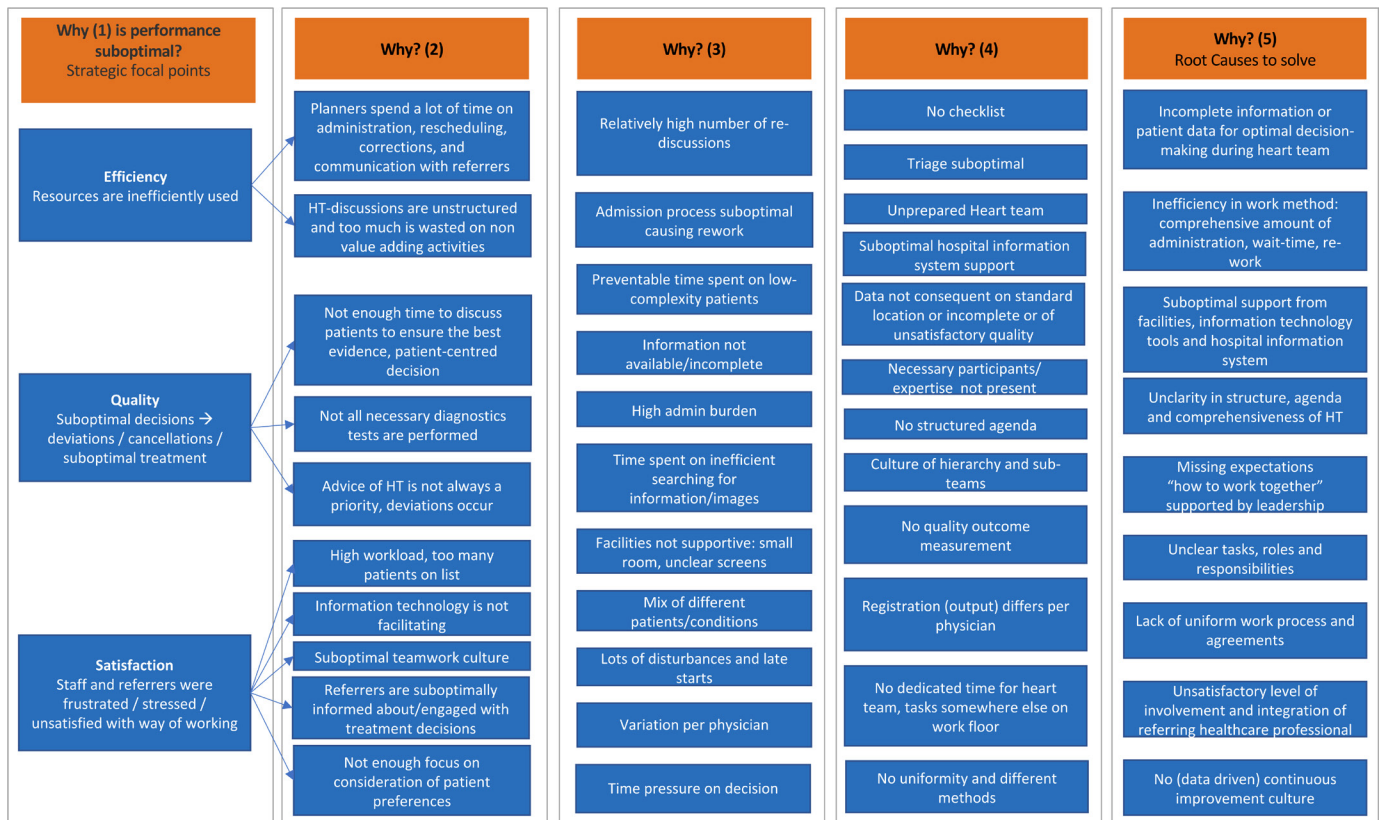 Why (1) is performance
suboptimal?
Strategic focal points
Efficiency
Resources are inefficiently used
Quality
Suboptimal decisions →
deviations / cancellations /
suboptimal treatment
Satisfaction
Staff and referrers were
frustrated / stressed /
unsatisfied with way of working
Why? (2)
Planners spend a lot of time on
administration, rescheduling,
corrections, and
communication with referrers
HT-discussions are unstructured
and too much is wasted on non
value adding activities
Not enough time to discuss
patients to ensure the best
evidence, patient-centred
decision
Not all necessary diagnostics
tests are performed
Advice of HT is not always a
priority, deviations occur
High workload, too many
patients on list
Information technology is not
facilitating
Suboptimal teamwork culture
Referrers are suboptimally
informed about/engaged with
treatment decisions
Not enough focus on
consideration of patient
preferences
Why? (3)
Relatively high number of re-
discussions
Admission process suboptimal
causing rework
Preventable time spent on low-
complexity patients
Information not
available/incomplete
High admin burden
Time spent on inefficient
searching for
information/images
Facilities not supportive: small
room, unclear screens
Mix of different
patients/conditions
Lots of disturbances and late
starts
Variation per physician
Time pressure on decision
Why? (4)
No checklist
Triage suboptimal
Unprepared Heart team
Suboptimal hospital information
system support
Data not consequent on standard
location or incomplete or of
unsatisfactory quality
Necessary participants/
expertise not present
No structured agenda
Culture of hierarchy and sub-
teams
No quality outcome
measurement
Registration (output) differs per
physician
No dedicated time for heart
team, tasks somewhere else on
work floor
No uniformity and different
methods
Why? (5)
Root Causes to solve
Incomplete information or
patient data for optimal decision-
making during heart team
Inefficiency in work method:
comprehensive amount of
administration, wait-time, re-
work
Suboptimal support from
facilities, information technology
tools and hospital information
system
Unclarity in structure, agenda
and comprehensiveness of HT
Missing expectations
“how to work together”
supported by leadership
Unclear tasks, roles and
responsibilities
Lack of uniform work process and
agreements
Unsatisfactory level of
involvement and integration of
referring healthcare professional
No (data driven) continuous
improvement culture